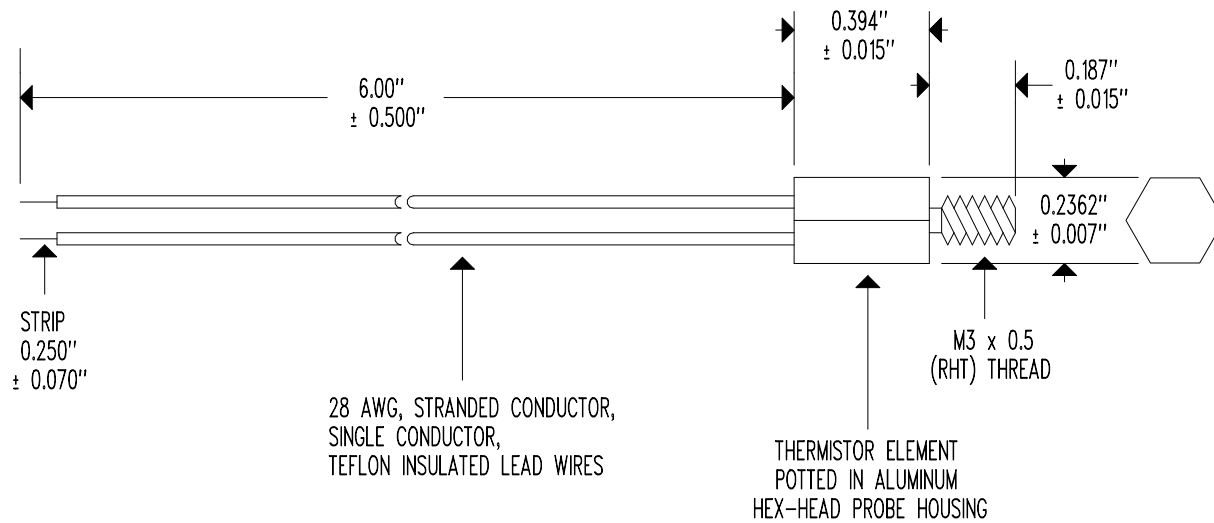 0.394"
± 0.015"
6.00"
± 0.500"
0.187"
± 0.015"
0.2362"
± 0.007"
STRIP
0.250"
± 0.070"
M3 x 0.5
(RHT) THREAD
28 AWG, STRANDED CONDUCTOR,
SINGLE CONDUCTOR,
TEFLON INSULATED LEAD WIRES
THERMISTOR ELEMENT
POTTED IN ALUMINUM
HEX-HEAD PROBE HOUSING